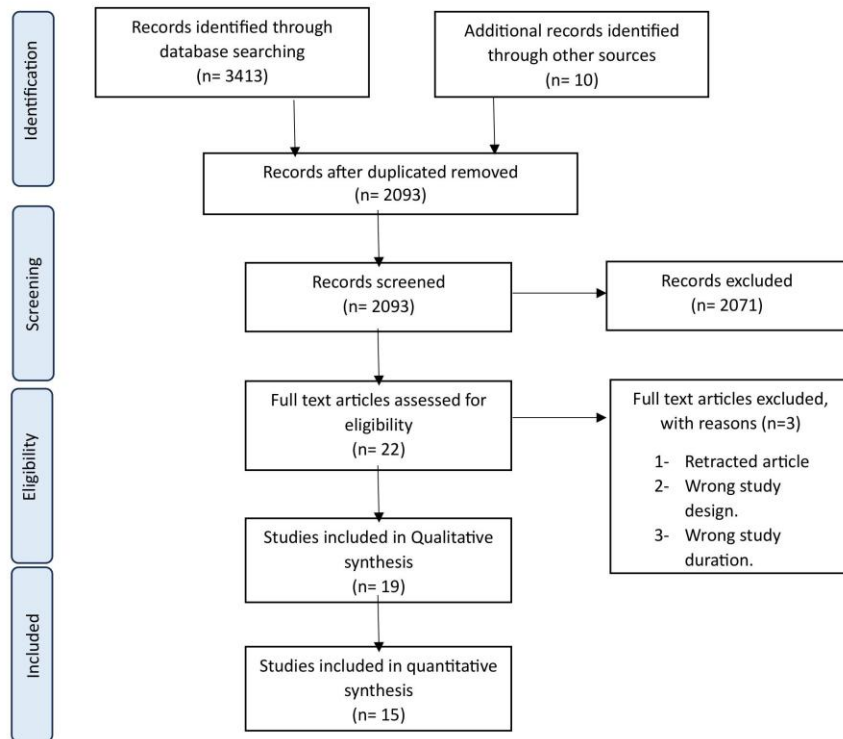 Identification
Records identified through
database searching
(n= 3413)
Additional records identified
through other sources
(n= 10)
Records after duplicated removed
(n= 2093)
Screening
Records screened
(n= 2093)
Records excluded
(n= 2071)
Eligibility
Full text articles assessed for
eligibility
(n= 22)
Full text articles excluded,
with reasons (n=3)
1- Retracted article
2- Wrong study
design.
3- Wrong study
duration.
Studies included in Qualitative
synthesis
(n= 19)
Included
Studies included in quantitative
synthesis
(n= 15)